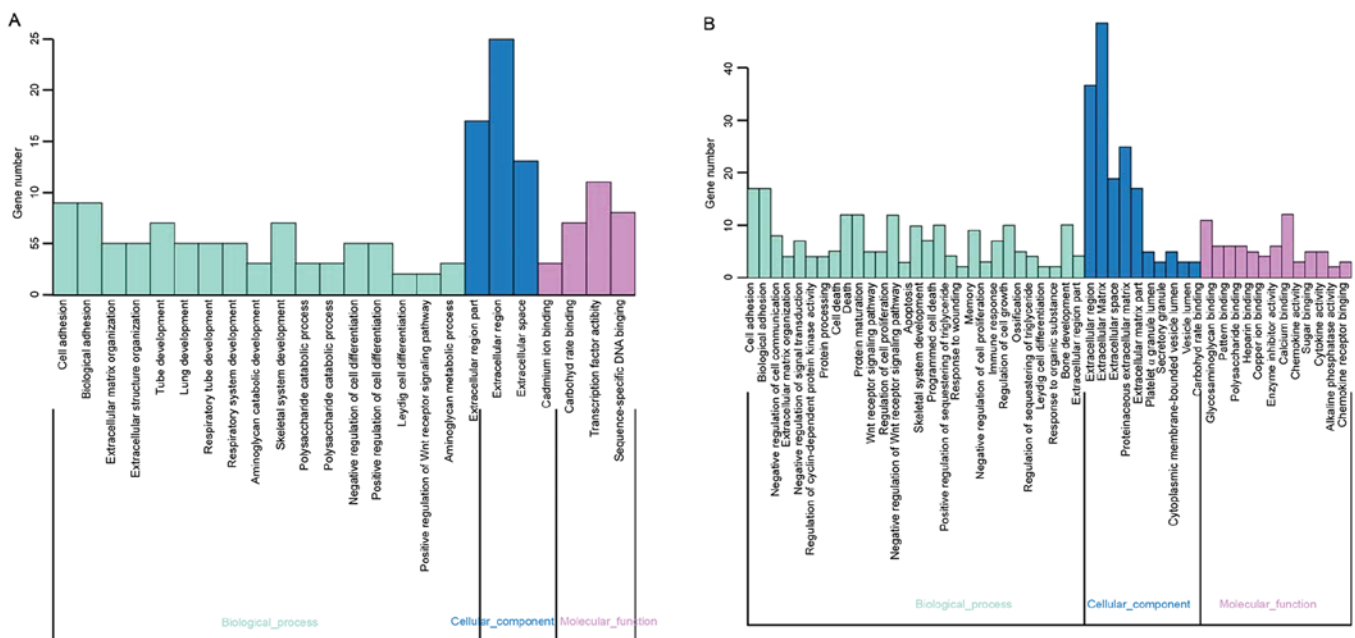 A
Gene number
25
20
15
10
55
0
Cell adhesion
Biological adhesion
Extracellular matrix organization
Extracellular structure organization
Tube development
Lung development
Respiratory tube development
Respiratory system development
Aminoglycan catabolic development
Skeletal system development
Polysaccharide catabolic process
Polysaccharide catabolic process
Negative regulation of cell differentiation
Positive regulation of cell differentiation
Leydig cell differentiation
Positive regulation of Wnt receptor signaling pathway
Aminoglycan metabolic process
Extracellular region part
Extracellular region
Extracellular space
Cadmium ion binding
Carbohyd rate binding
Transcription factor actibity
Sequence-specific DNA binging
Biological_process
Cellular_component
Molecular_function
B
Gene number
40
30
20
10
0
Cell adhesion
Biological adhesion
Negative regulation of cell communication
Extracellular matrix organization
Negative regulation of signal transduction
Regulation of cyclin-dependent protein kinase activity
Protein processing
Cell death
Death
Protein maturation
Wnt receptor signaling pathway
Regulation of cell proliferation
Negative regulation of Wnt receptor signaling pathway
Apoptosis
Skeletal system development
Programmed cell death
Positive regulation of sequestering of triglyceride
Response to wounding
Memory
Negative regulation of cell proliferation
Immune response
Regulation of cell growth
Ossification
Regulation of sequestering of triglyceride
Leydig cell differentiation
Response to organic substance
Bone development
Extracellular region part
Extracellular region
Extracellular Matrix
Extracellular space
Proteinaceous extracellular matrix
Extracellular matrix part
Platelet α granule lumen
Secretory granule
Cytoplasmic membrane-bounded vesicle lumen
Vesicle lumen
Carbohyd rate binding
Glycosaminoglycan binding
Pattern binding
Polysaccharide binding
Heparin binding
Copper ion binding
Enzyme inhibitor activity
Calcium binding
Chemokine activity
Sugar binging
Cytokine activity
Alkaline phosphatase activity
Chemokine receptor binging
Biological_process
Cellular_component
Molecular_function